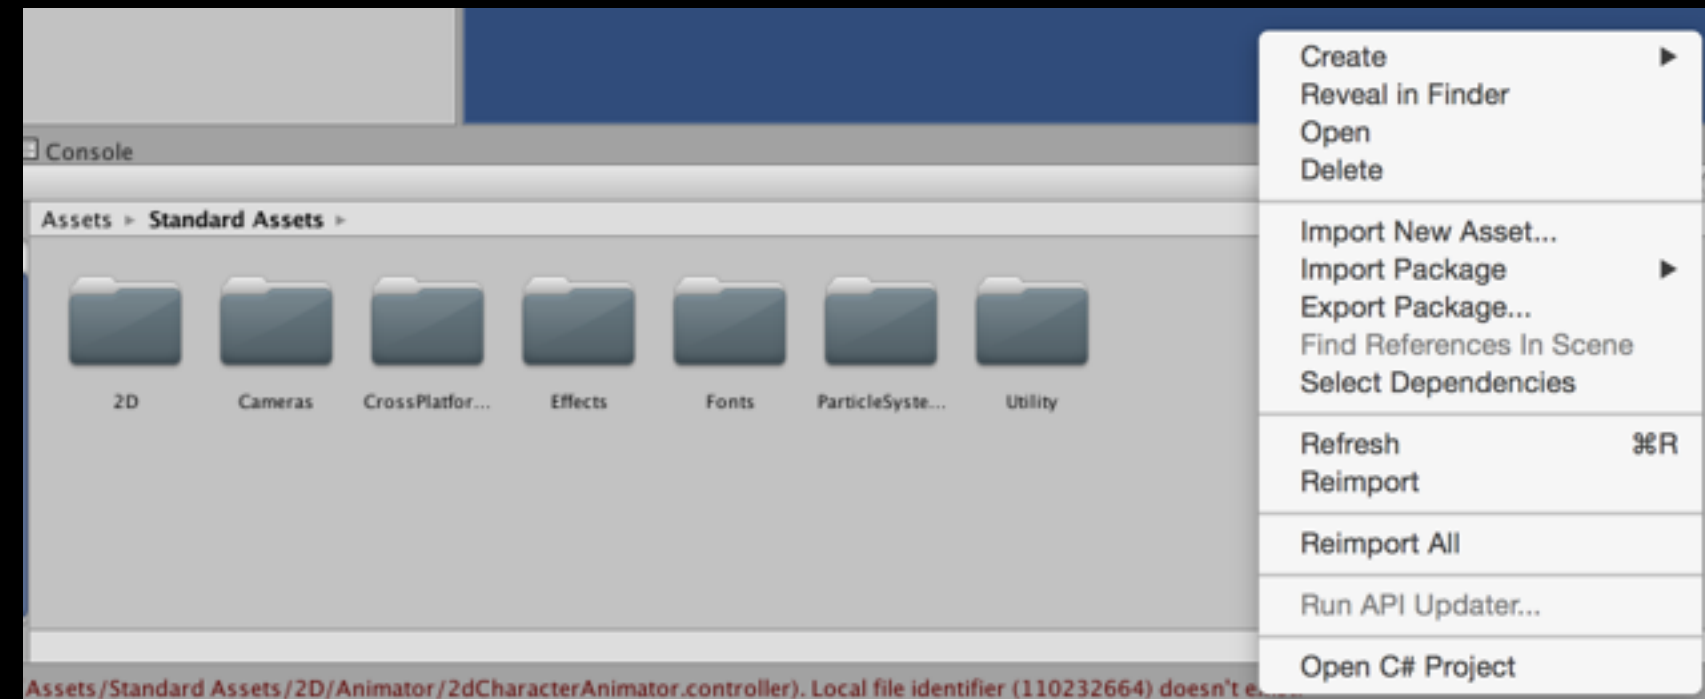 Console
Assets ▸ Standard Assets ▸
2D
Cameras
CrossPlatfor...
Effects
Fonts
ParticleSyste...
Utility
Assets/Standard Assets/2D/Animator/2dCharacterAnimator.controller). Local file identifier (110232664) doesn't
Create
Reveal in Finder
Open
Delete
Import New Asset...
Import Package
Export Package...
Find References In Scene
Select Dependencies
Refresh ⌘R
Reimport
Reimport All
Run API Updater...
Open C# Project